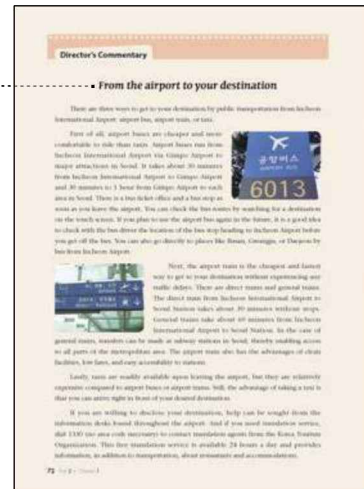 Director's Commentary
From the airport to your destination
There are three ways to get to your destination by public transportation from Incheon
International Airport: airport bus, airport train, or taxi.
First of all, airport buses are cheaper and more
comfortable to ride than taxis. Airport buses run from
Incheon International Airport via Gimpo Airport to
major attractions in Seoul. It takes about 30 minutes
from Incheon International Airport to Gimpo Airport
and 30 minutes to 1 hour from Gimpo Airport to each
area in Seoul. There is a bus ticket office and a bus stop as
공항버스
AIRPORT BUS
6013
soon as you leave the airport. You can check the bus routes by searching for a destination
on the touch screen. If you plan to use the airport bus again in the future, it is a good idea
to check with the bus driver the location of the bus stop heading to Incheon Airport before
you get off the bus. You can also go directly to places like Busan, Gwangju, or Daejeon by
bus from Incheon Airport.
Next, the airport train is the cheapest and fastest
way to get to your destination without experiencing any
traffic delays. There are direct trains and general trains.
The direct train from Incheon International Airport to
Seoul Station takes about 50 minutes without stops.
General trains take about 60 minutes from Incheon
International Airport to Seoul Station. In the case of
general trains, transfers can be made at subway stations in Seoul, thereby enabling access
to all parts of the metropolitan area. The airport train also has the advantages of clean
facilities, low fares, and easy accessibility to stations.
Lastly, taxis are readily available upon leaving the airport, but they are relatively
expensive compared to airport buses or airport trains. Still, the advantage of taking a taxi is
that you can arrive right in front of your desired destination.
If you are willing to disclose your destination, help can be sought from the
information desks found throughout the airport. And if you need translation service,
dial 1330 (no area code necessary) to contact translation agents from the Korea Tourism
Organization. This free translation service is available 24 hours a day and provides
information, in addition to transportation, about restaurants and accommodations.
72